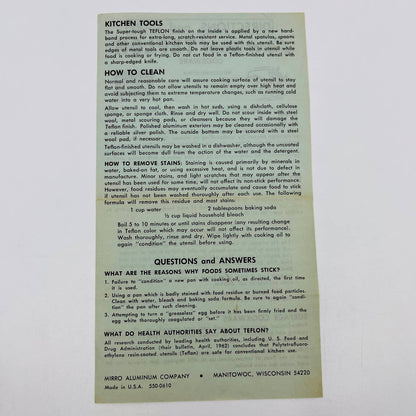 KITCHEN TOOLS
The Super-tough TEFLON finish on the inside is applied by a new hard-
band process for extra-long, scratch-resistant service. Metal spatulas, spoons
and other conventional kitchen tools may be used with this utensil. Be sure
edges of metal tools are smooth. Do not leave plastic tools in utensil while
food is cooking or frying. Do not cut food in a Teflon-finished utensil with
a sharp-edged knife.
HOW TO CLEAN
Normal and reasonable care will assure cooking surface of utensil to stay
flat and smooth. Do not allow utensils to remain empty over high heat and
avoid subjecting them to extreme temperature changes, such as running cold
water into a very hot pan.
Allow utensil to cool, then wash in hot suds, using a dishcloth, cellulose
sponge, or sponge cloth. Rinse and dry well. Do not scour inside with steel
wool, metal scouring pads, or cleansers because they will damage the
Teflon finish. Polished aluminum exteriors may be cleaned occasionally with
a reliable silver polish. The outside bottom may be scoured with a steel
wool pad, if necessary.
Teflon-finished utensils may be washed in a dishwasher, although the uncoated
surfaces will become dull from the action of the water and the detergent.
HOW TO REMOVE STAINS: Staining is caused primarily by minerals in
water, baked-on fat, or using excessive heat, and is not due to defect in
manufacture. Minor stains, and light scratches that may appear after the
utensil has been used for some time, will not affect its non-stick performance.
However, food residues may eventually accumulate and cause food to stick
if utensil has not been washed thoroughly after each use. The following
formula will remove this residue and most stains:
1 cup water 2 tablespoons baking soda
½ cup liquid household bleach
Boil 5 to 10 minutes or until stains disappear (any resulting change
in Teflon color which may occur will not affect its performance).
Wash thoroughly, rinse and dry. Wipe lightly with cooking oil to
again "condition" the utensil before using.
QUESTIONS and ANSWERS
WHAT ARE THE REASONS WHY FOODS SOMETIMES STICK?
1. Failure to "condition" a new pan with cooking oil, as directed, the first time
it is used.
2. Using a pan which is badly stained with food residue or burned food particles.
Clean with water, bleach and baking soda formula. Be sure to again "condi-
tion" the pan after such cleaning.
3. Attempting to turn a "greaseless" egg before it has been firmly fried and the
egg white thoroughly coagulated or "set."
WHAT DO HEALTH AUTHORITIES SAY ABOUT TEFLON?
All research conducted by leading health authorities, including U. S. Food and
Drug Administration (their bulletin, April, 1962) concludes that Polytetrafluoro-
ethylene resin-coated utensils (Teflon) are safe for conventional kitchen use.
MIRRO ALUMINUM COMPANY • MANITOWOC, WISCONSIN 54220
Made in U.S.A. 550-0610